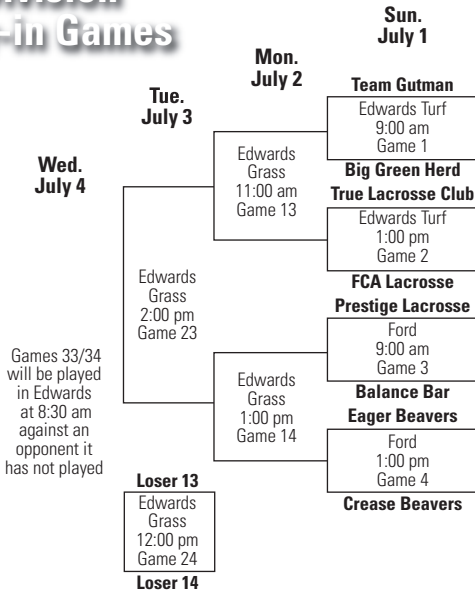 -in Games
Sun.
July 1
Mon.
July 2
Tue.
July 3
Wed.
July 4
Team Gutman
Edwards Turf
9:00 am
Game 1
Big Green Herd
True Lacrosse Club
Edwards Turf
1:00 pm
Game 2
FCA Lacrosse
Prestige Lacrosse
Ford
9:00 am
Game 3
Balance Bar
Eager Beavers
Ford
1:00 pm
Game 4
Crease Beavers
Edwards
Grass
11:00 am
Game 13
Edwards
Grass
1:00 pm
Game 14
Edwards
Grass
2:00 pm
Game 23
Games 33/34
will be played
in Edwards
at 8:30 am
against an
opponent it
has not played
Loser 13
Edwards
Grass
12:00 pm
Game 24
Loser 14